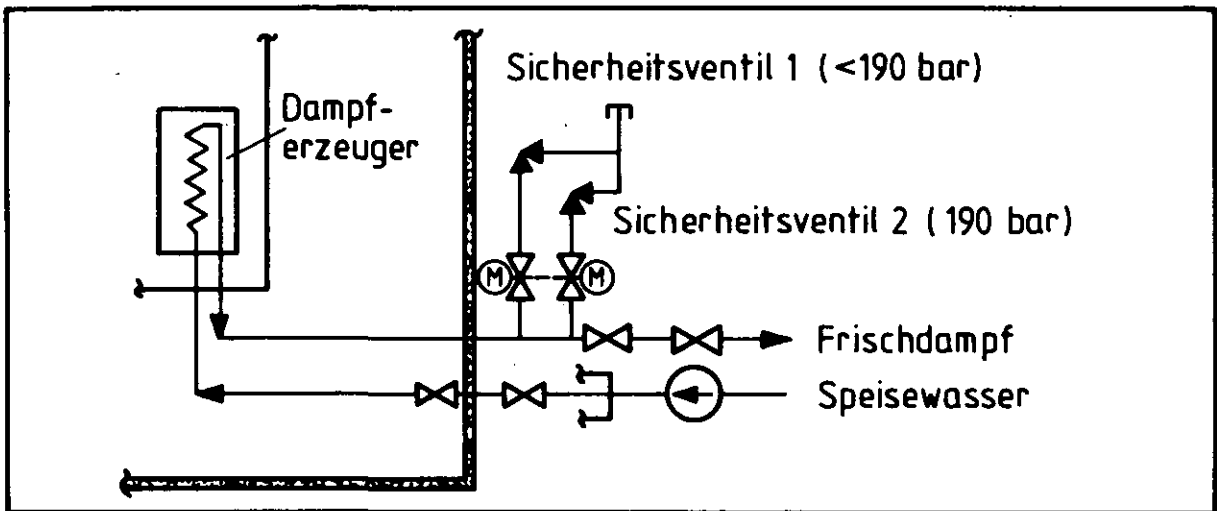 Sicherheitsventil 1 (<190 bar)
Dampf-
erzeuger
Sicherheitsventil 2 (190 bar)
M
M
Frischdampf
Speisewasser